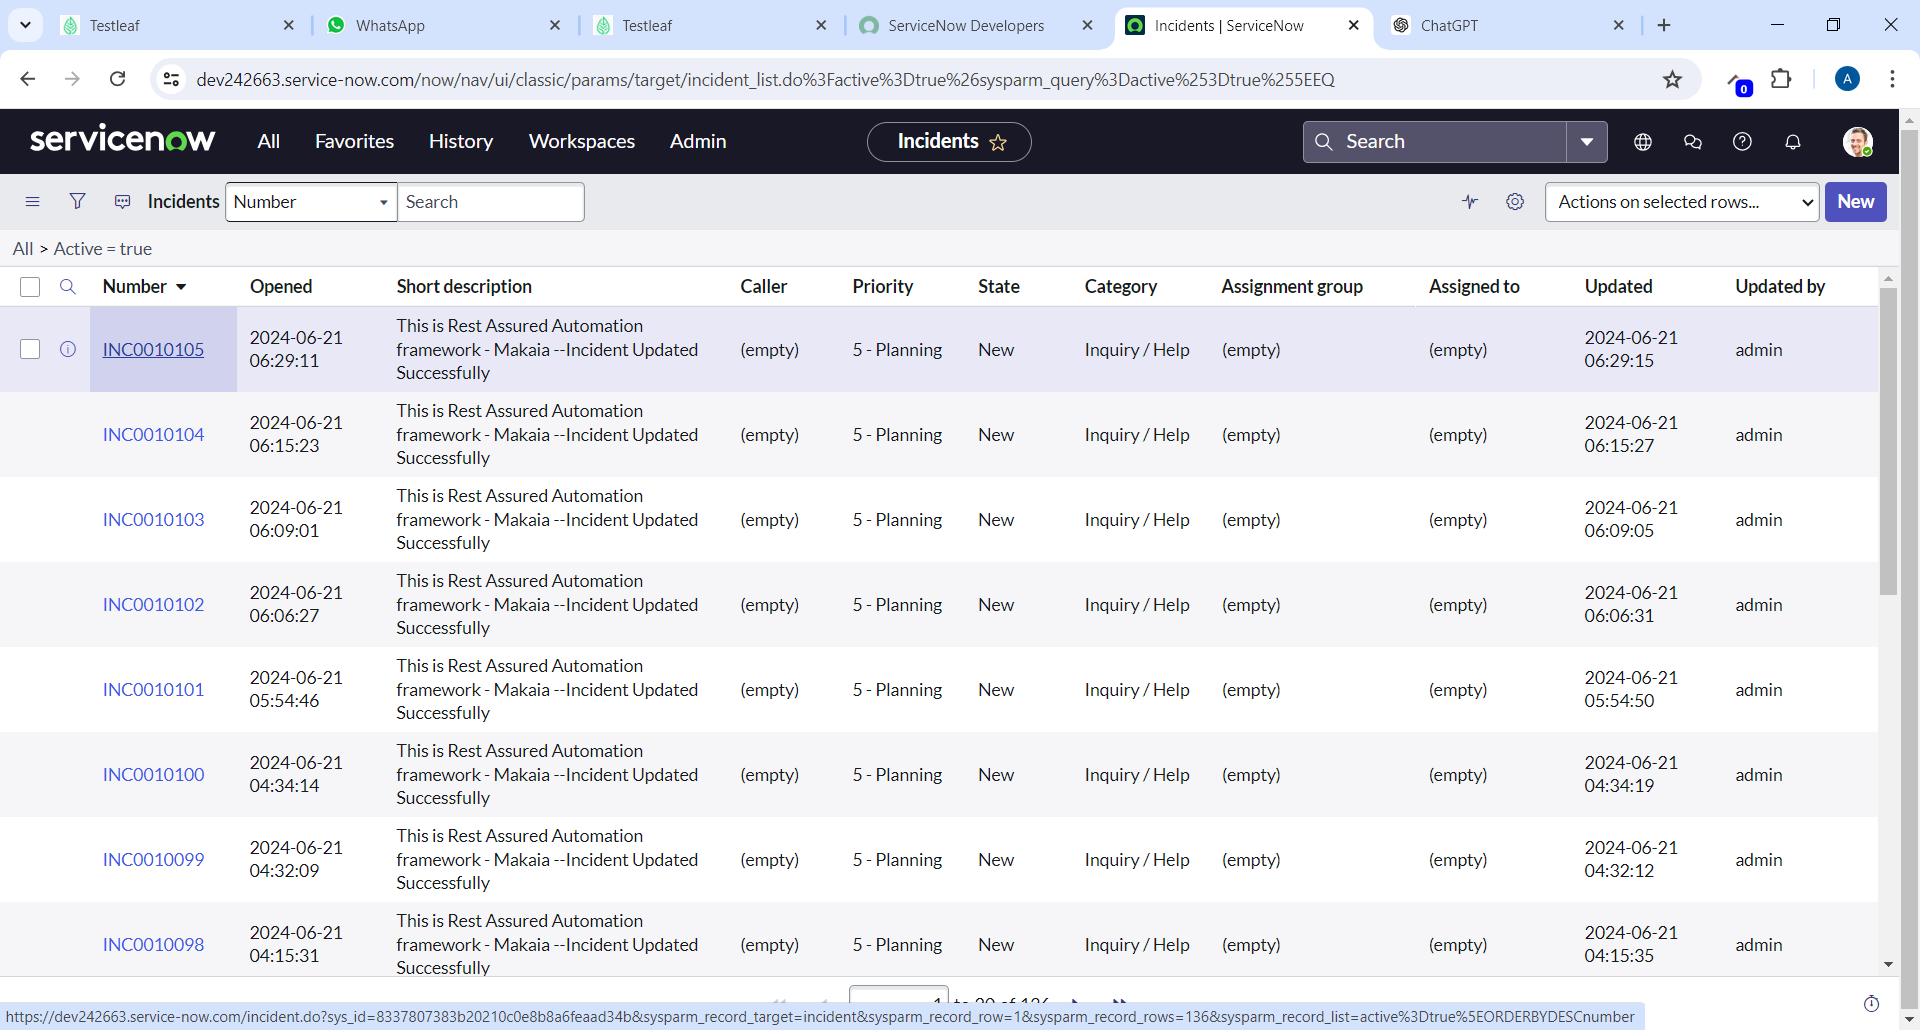 Testleaf
WhatsApp
Testleaf
ServiceNow Developers
Incidents | ServiceNow
ChatGPT
dev242663.service-now.com/now/nav/ui/classic/params/target/incident_list.do%3Factive%3Dtrue%26sysparm_query%3Dactive%253Dtrue%255EEQ
0
A
servicenow
All
Favorites
History
Workspaces
Admin
Incidents
Search
Incidents
Number
Search
Actions on selected rows...
New
All > Active = true
Number
Opened
Short description
Caller
Priority
State
Category
Assignment group
Assigned to
Updated
Updated by
INC0010105
2024-06-21
06:29:11
This is Rest Assured Automation
framework - Makaia --Incident Updated
Successfully
(empty)
5 - Planning
New
Inquiry / Help
(empty)
(empty)
2024-06-21
06:29:15
admin
INC0010104
2024-06-21
06:15:23
This is Rest Assured Automation
framework - Makaia --Incident Updated
Successfully
(empty)
5 - Planning
New
Inquiry / Help
(empty)
(empty)
2024-06-21
06:15:27
admin
INC0010103
2024-06-21
06:09:01
This is Rest Assured Automation
framework - Makaia --Incident Updated
Successfully
(empty)
5 - Planning
New
Inquiry / Help
(empty)
(empty)
2024-06-21
06:09:05
admin
INC0010102
2024-06-21
06:06:27
This is Rest Assured Automation
framework - Makaia --Incident Updated
Successfully
(empty)
5 - Planning
New
Inquiry / Help
(empty)
(empty)
2024-06-21
06:06:31
admin
INC0010101
2024-06-21
05:54:46
This is Rest Assured Automation
framework - Makaia --Incident Updated
Successfully
(empty)
5 - Planning
New
Inquiry / Help
(empty)
(empty)
2024-06-21
05:54:50
admin
INC0010100
2024-06-21
04:34:14
This is Rest Assured Automation
framework - Makaia --Incident Updated
Successfully
(empty)
5 - Planning
New
Inquiry / Help
(empty)
(empty)
2024-06-21
04:34:19
admin
INC0010099
2024-06-21
04:32:09
This is Rest Assured Automation
framework - Makaia --Incident Updated
Successfully
(empty)
5 - Planning
New
Inquiry / Help
(empty)
(empty)
2024-06-21
04:32:12
admin
INC0010098
2024-06-21
04:15:31
This is Rest Assured Automation
framework - Makaia --Incident Updated
Successfully
(empty)
5 - Planning
New
Inquiry / Help
(empty)
(empty)
2024-06-21
04:15:35
admin
1 to 20 of 136
https://dev242663.service-now.com/incident.do?sys_id=8337807383b20210c0e8b8a6feaad34b&sysparm_record_target=incident&sysparm_record_row=1&sysparm_record_rows=136&sysparm_record_list=active%3Dtrue%5EORDERBYDESCnumber